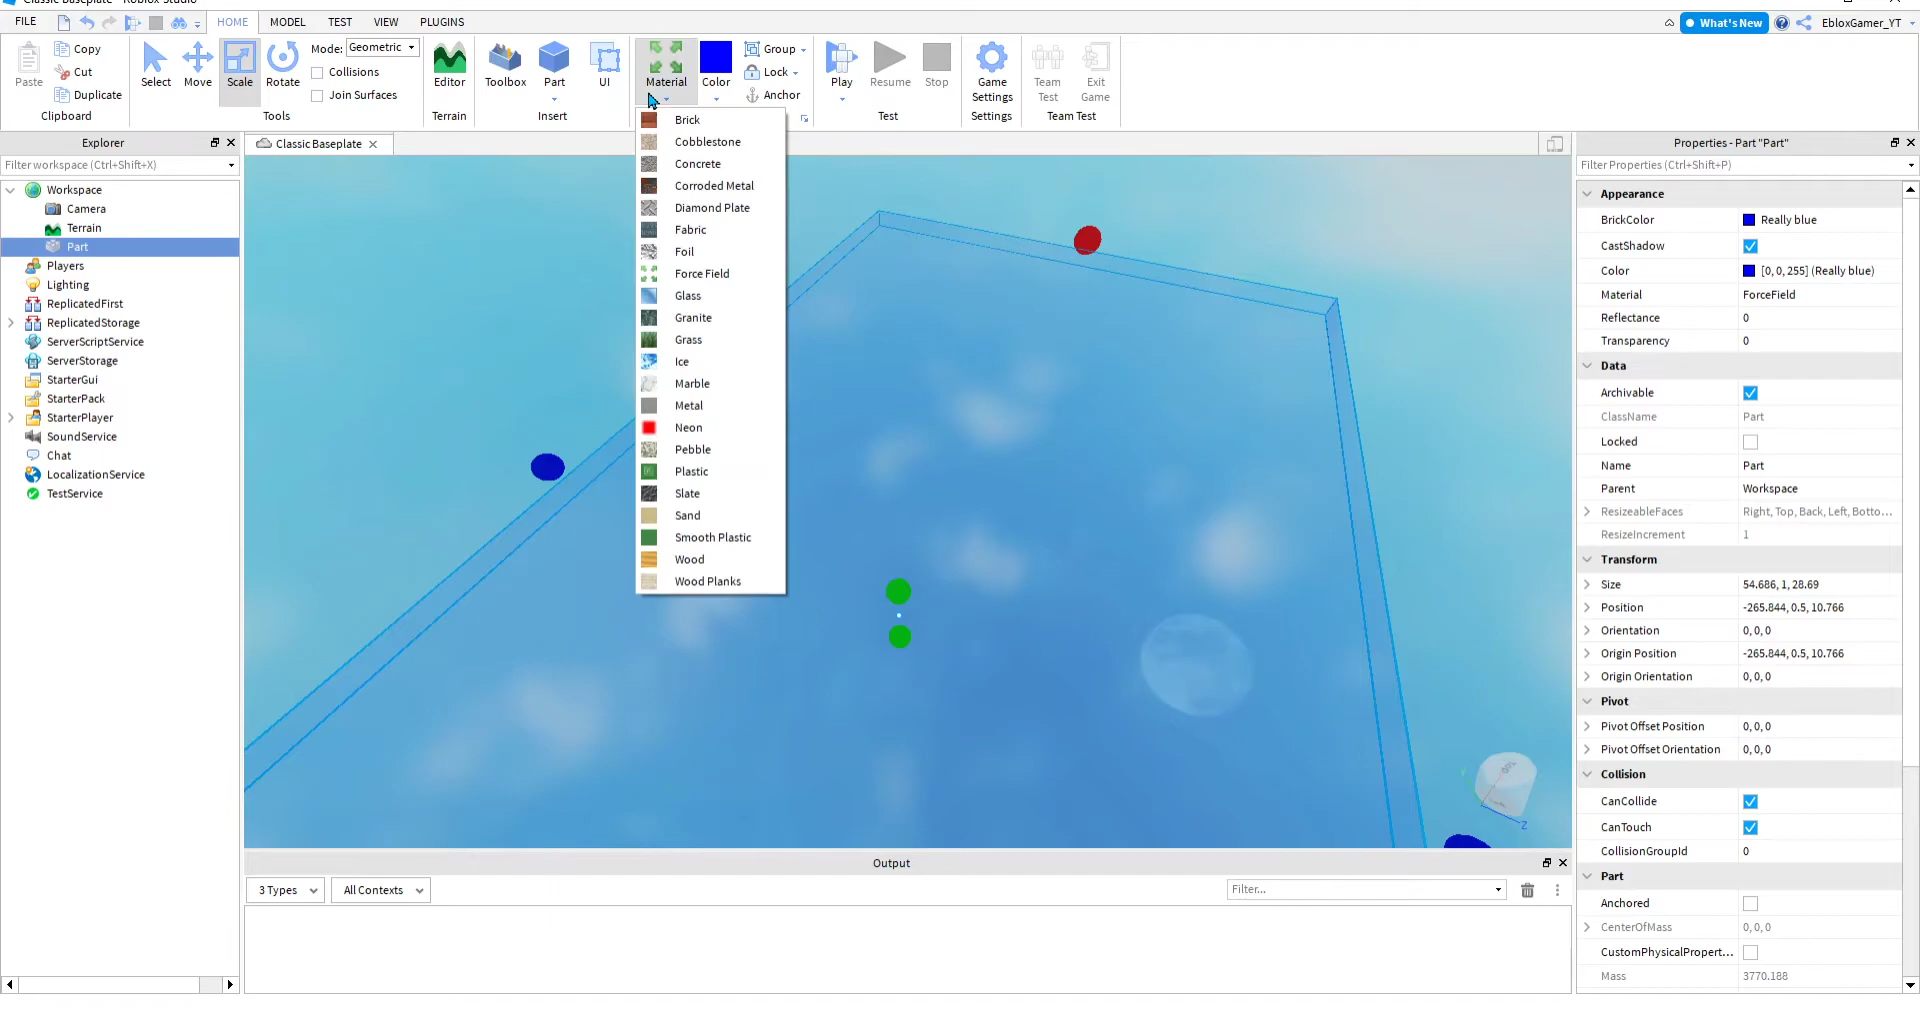 Classic Baseplate - Roblox Studio
FILE
HOME
MODEL
TEST
VIEW
PLUGINS
What's New
EbloxGamer_YT
Paste
Copy
Cut
Duplicate
Clipboard
Select
Move
Scale
Rotate
Mode:
Geometric
Collisions
Join Surfaces
Tools
Editor
Terrain
Toolbox
Part
UI
Insert
Material
Color
Group
Lock
Anchor
Play
Resume
Stop
Test
Game Settings
Settings
Team Test
Exit Game
Team Test
Brick
Cobblestone
Concrete
Corroded Metal
Diamond Plate
Fabric
Foil
Force Field
Glass
Granite
Grass
Ice
Marble
Metal
Neon
Pebble
Plastic
Slate
Sand
Smooth Plastic
Wood
Wood Planks
Explorer
Filter workspace (Ctrl+Shift+X)
Workspace
Camera
Terrain
Part
Players
Lighting
ReplicatedFirst
ReplicatedStorage
ServerScriptService
ServerStorage
StarterGui
StarterPack
StarterPlayer
SoundService
Chat
LocalizationService
TestService
Classic Baseplate
Z
Output
3 Types
All Contexts
Filter...
Properties - Part "Part"
Filter Properties (Ctrl+Shift+P)
Appearance
BrickColor Really blue
CastShadow
Color [0, 0, 255] (Really blue)
Material ForceField
Reflectance 0
Transparency 0
Data
Archivable
ClassName Part
Locked
Name Part
Parent Workspace
ResizeableFaces Right, Top, Back, Left, Botto...
ResizeIncrement 1
Transform
Size 54.686, 1, 28.69
Position -265.844, 0.5, 10.766
Orientation 0, 0, 0
Origin Position -265.844, 0.5, 10.766
Origin Orientation 0, 0, 0
Pivot
Pivot Offset Position 0, 0, 0
Pivot Offset Orientation 0, 0, 0
Collision
CanCollide
CanTouch
CollisionGroupId 0
Part
Anchored
CenterOfMass 0, 0, 0
CustomPhysicalPropert...
Mass 3770.188